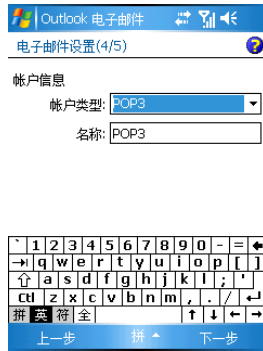 Outlook 电子邮件
电子邮件设置(4/5)
帐户信息
帐户类型: POP3
名称: POP3
` 1 2 3 4 5 6 7 8 9 0 - =
q w e r t y u i o p [ ]
a s d f g h j k l ; '
Ctl z x c v b n m , . /
拼 英 符 全
上一步 拼 下一步